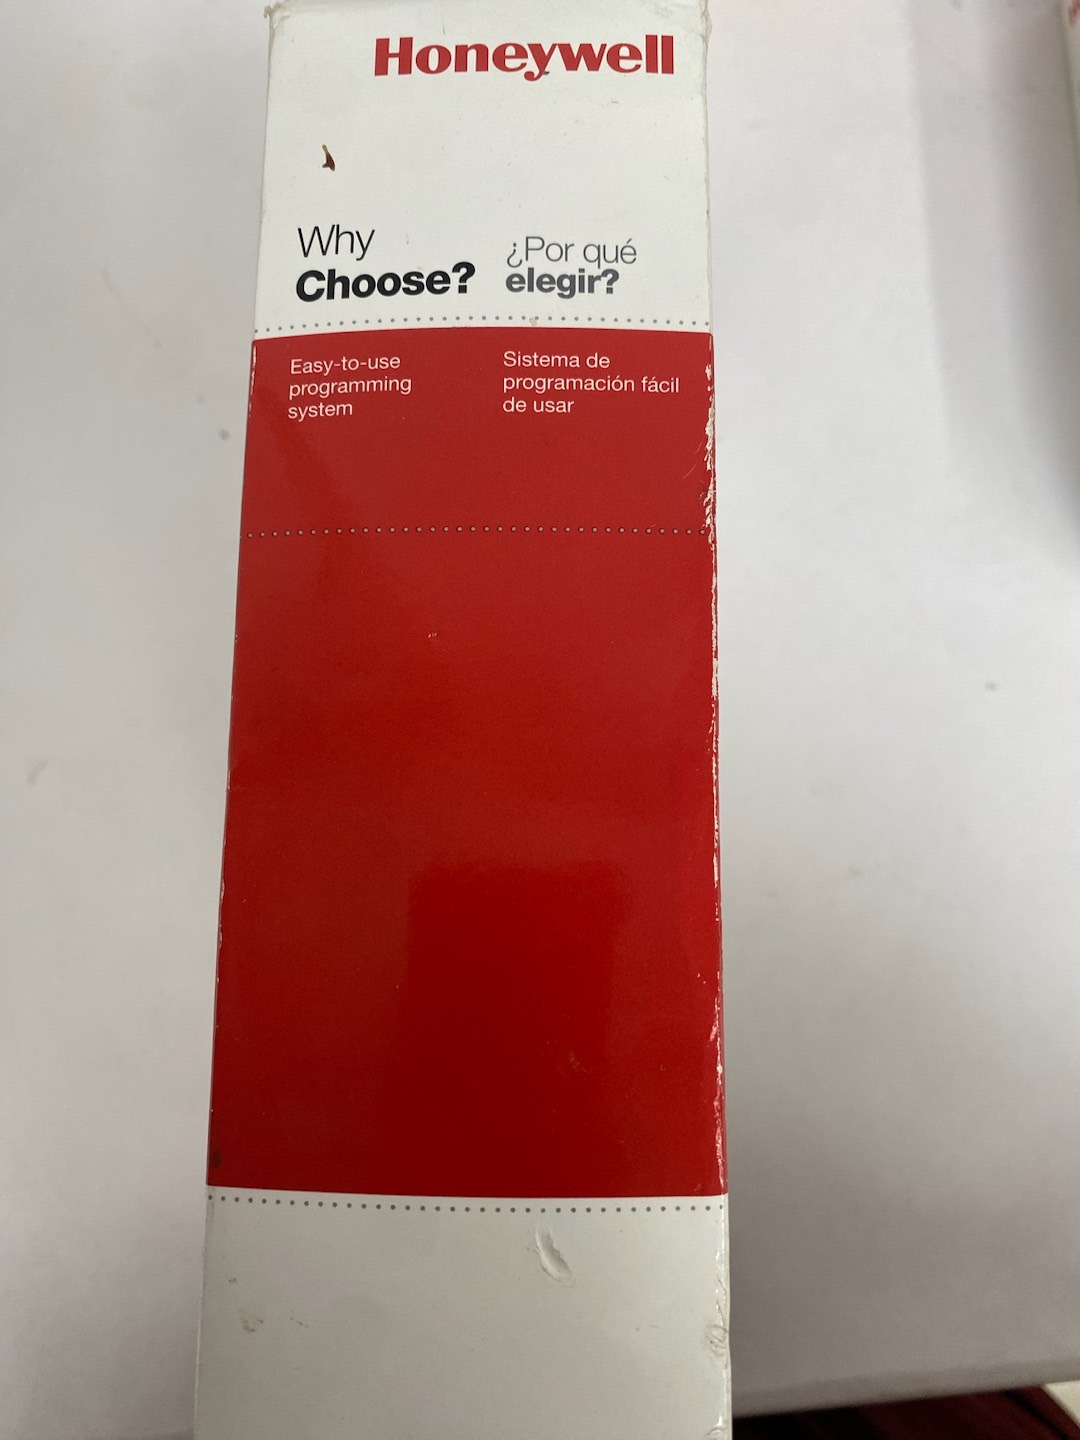 Honeywell
Why
Choose?
¿Por qué
elegir?
Easy-to-use
programming
system
Sistema de
programación fácil
de usar